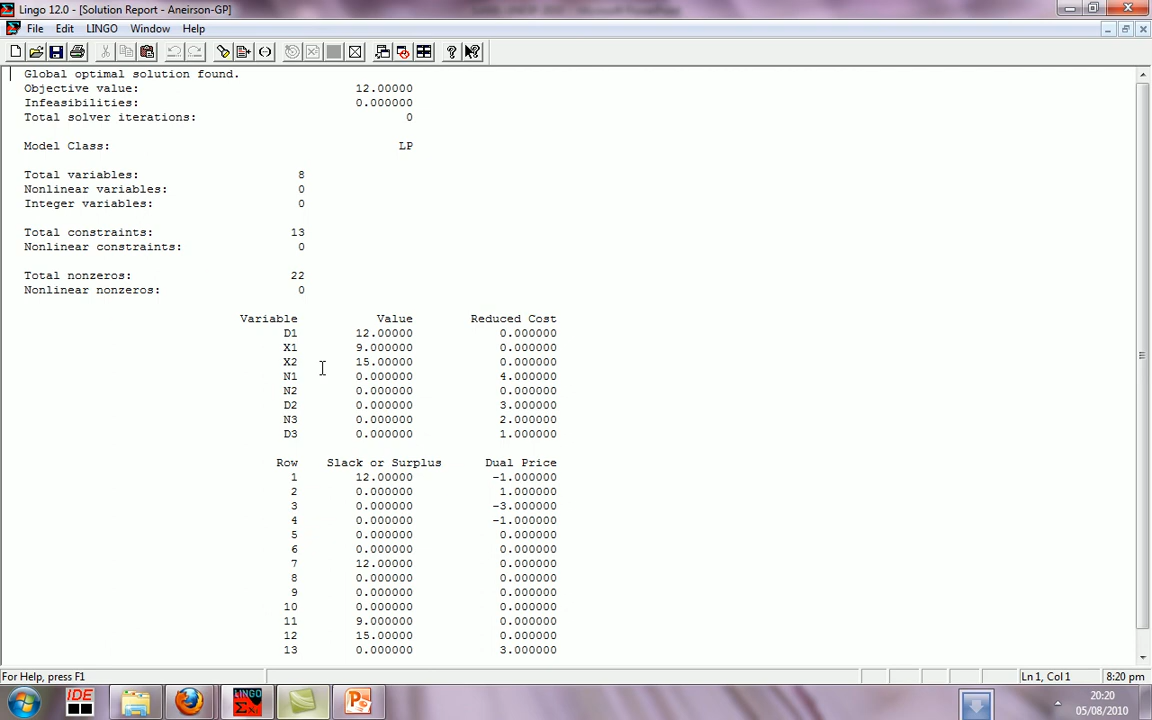 Lingo 12.0 - [Solution Report - Aneirson-GP]
File Edit LINGO Window Help
Global optimal solution found.
Objective value: 12.00000
Infeasibilities: 0.000000
Total solver iterations: 0
Model Class: LP
Total variables: 8
Nonlinear variables: 0
Integer variables: 0
Total constraints: 13
Nonlinear constraints: 0
Total nonzeros: 22
Nonlinear nonzeros: 0
Variable Value Reduced Cost
D1 12.00000 0.000000
X1 9.000000 0.000000
X2 15.00000 0.000000
N1 0.000000 4.000000
N2 0.000000 0.000000
D2 0.000000 3.000000
N3 0.000000 2.000000
D3 0.000000 1.000000
Row Slack or Surplus Dual Price
1 12.00000 -1.000000
2 0.000000 1.000000
3 0.000000 -3.000000
4 0.000000 -1.000000
5 0.000000 0.000000
6 0.000000 0.000000
7 12.00000 0.000000
8 0.000000 0.000000
9 0.000000 0.000000
10 0.000000 0.000000
11 9.000000 0.000000
12 15.00000 0.000000
13 0.000000 3.000000
For Help, press F1 Ln 1, Col 1 8:20 pm
IDE LINGO
20:20
05/08/2010